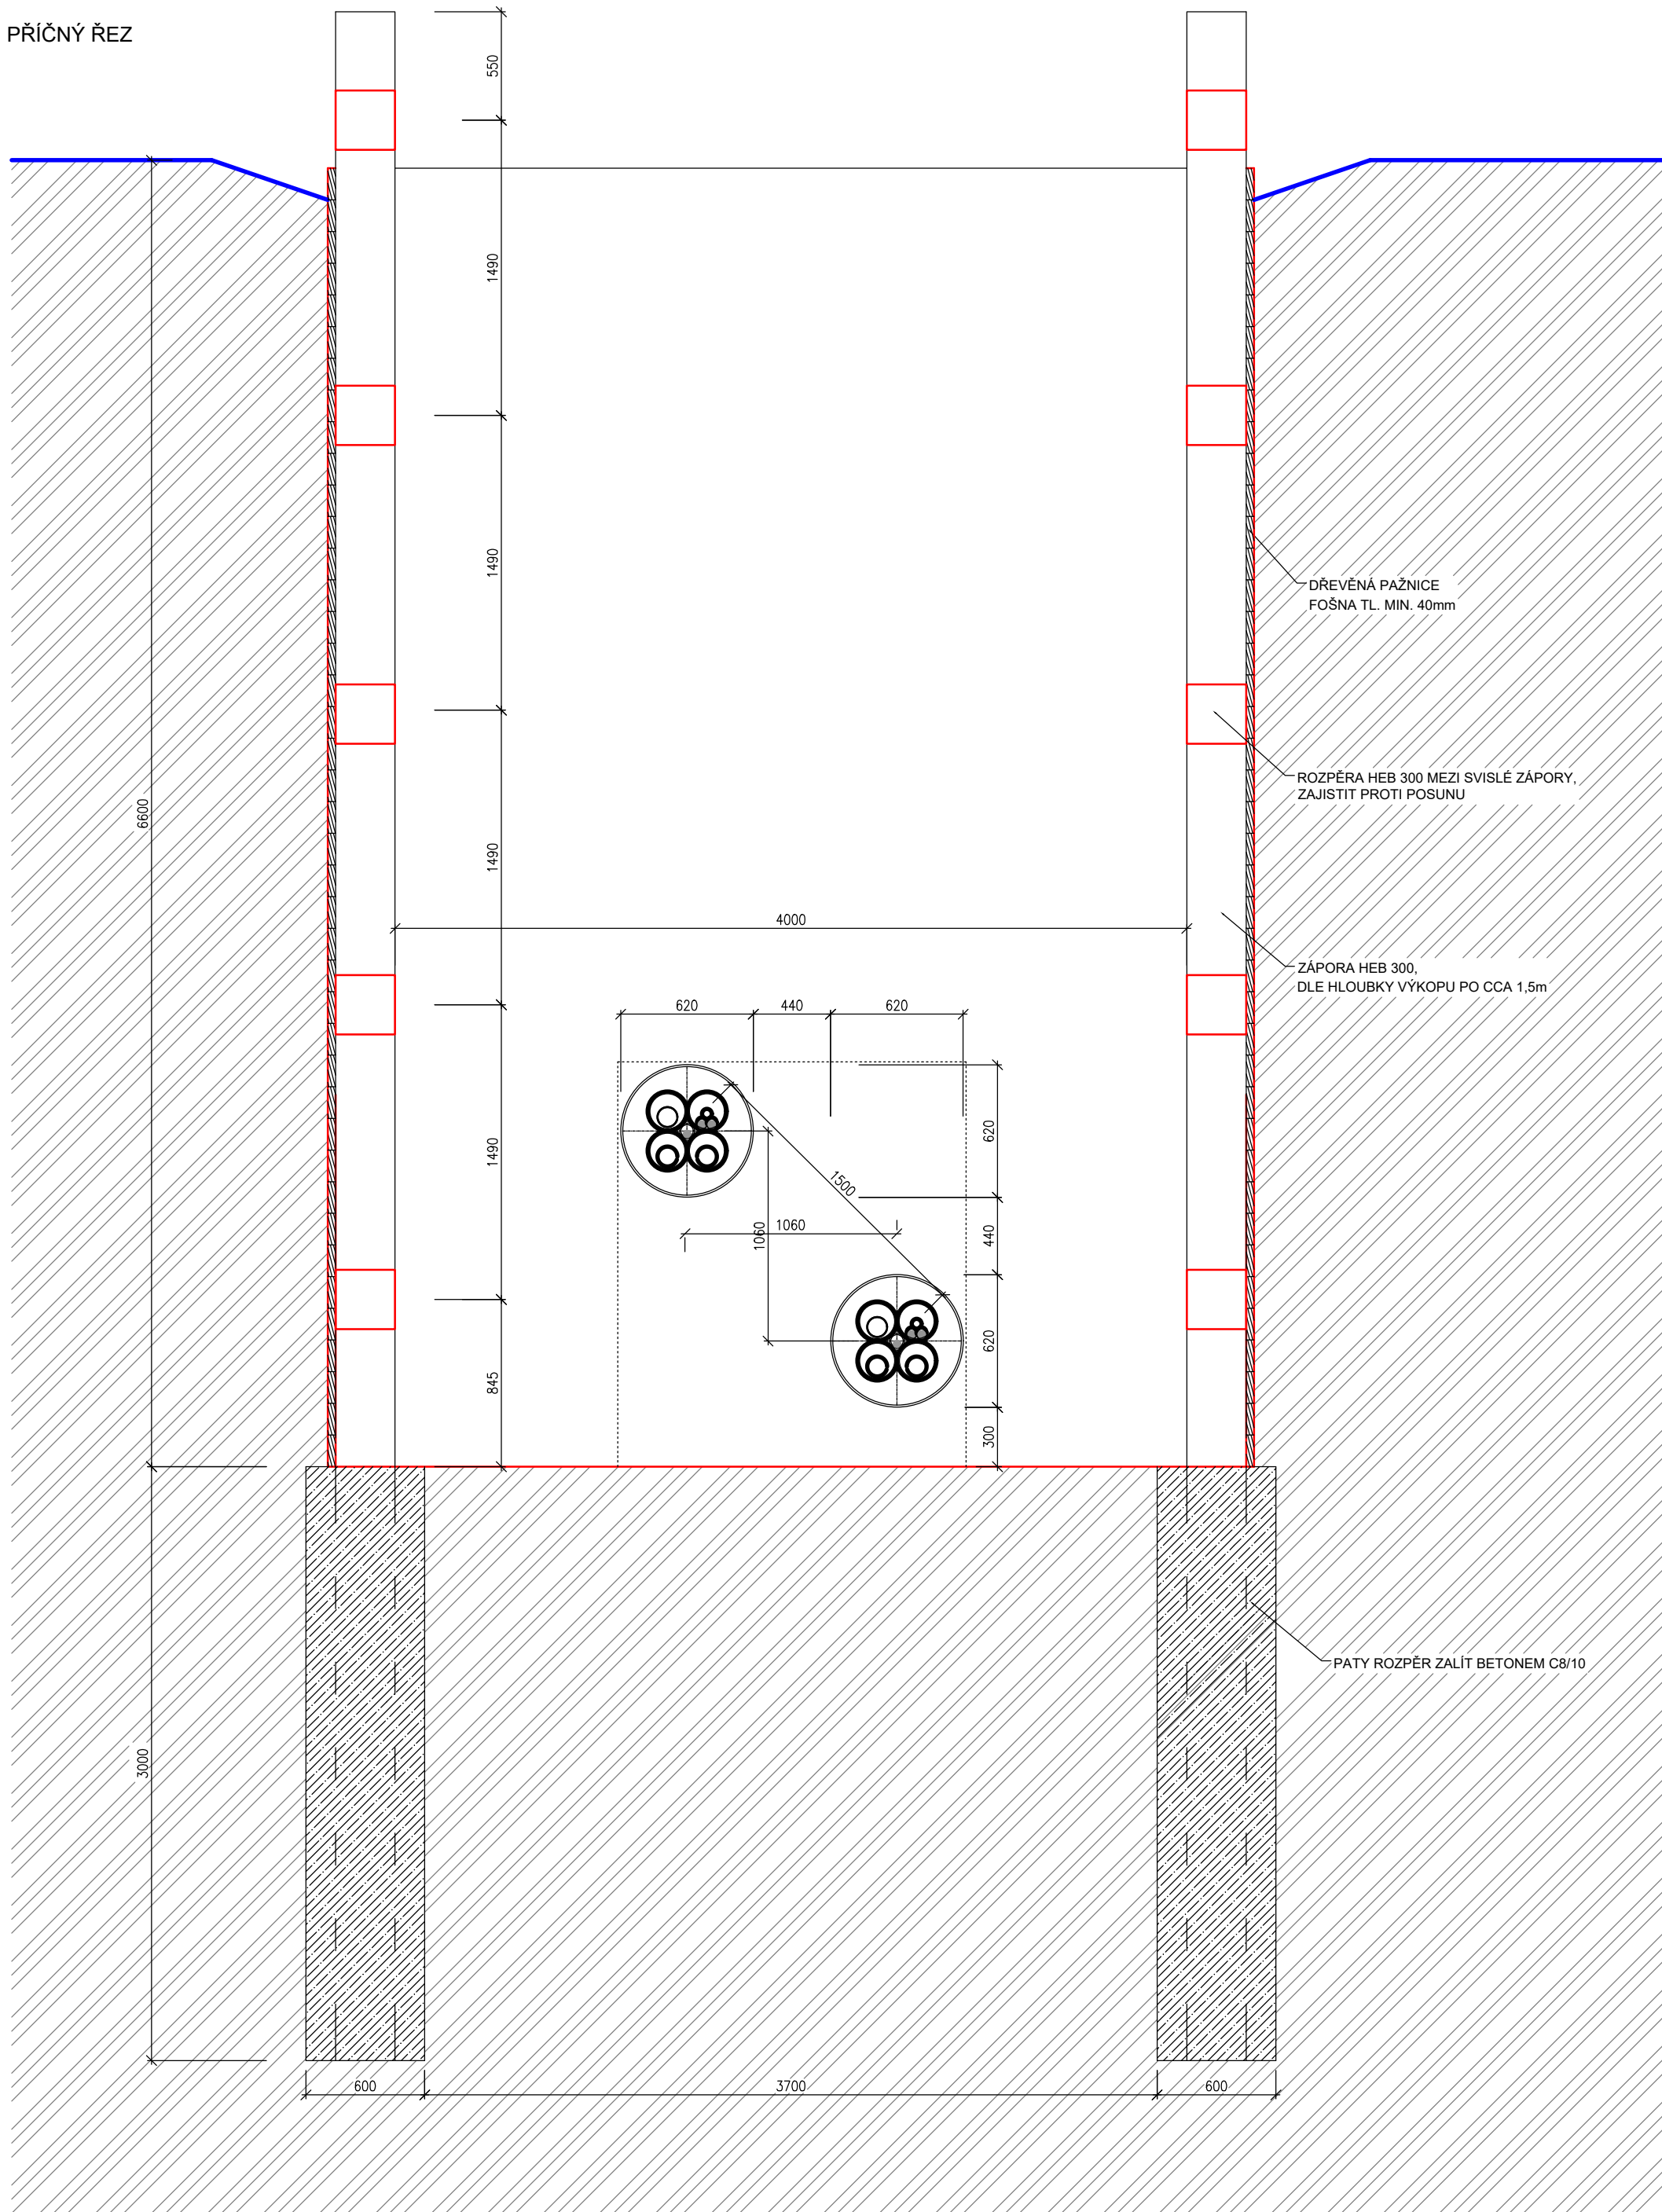 PŘÍČNÝ ŘEZ
550
1490
1490
DŘEVĚNÁ PAŽNICE
FOŠNA TL. MIN. 40mm
ROZPĚRA HEB 300 MEZI SVISLÉ ZÁPORY,
ZAJISTIT PROTI POSUNU
6600
1490
4000
ZÁPORA HEB 300,
DLE HLOUBKY VÝKOPU PO CCA 1,5m
620
440
620
620
1490
1500
1060
1060
440
620
845
300
PATY ROZPĚR ZALÍT BETONEM C8/10
3000
600
3700
600